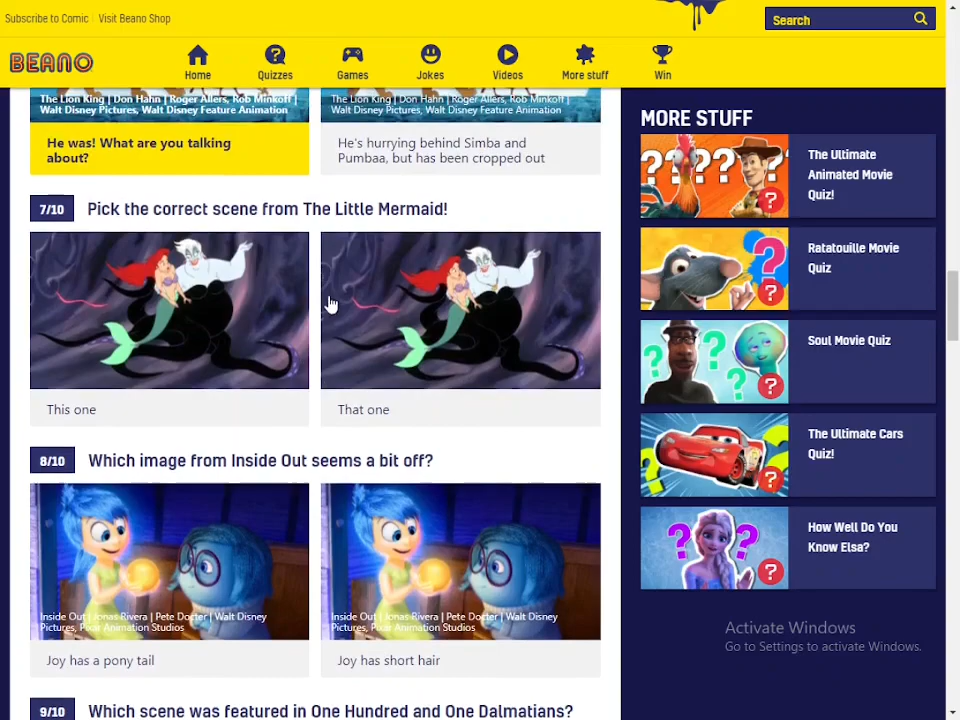 Subscribe to Comic
Visit Beano Shop
Search
BEANO
Home
Quizzes
Games
Jokes
Videos
More stuff
Win
The Lion King | Don Hahn | Roger Allers, Rob Minkoff |
Walt Disney Pictures, Walt Disney Feature Animation
He was! What are you talking
about?
The Lion King | Don Hahn | Roger Allers, Rob Minkoff |
Walt Disney Pictures, Walt Disney Feature Animation
He's hurrying behind Simba and
Pumbaa, but has been cropped out
7/10
Pick the correct scene from The Little Mermaid!
This one
That one
8/10
Which image from Inside Out seems a bit off?
Inside Out | Jonas Rivera | Pete Docter | Walt Disney
Pictures, Pixar Animation Studios
Joy has a pony tail
Inside Out | Jonas Rivera | Pete Docter | Walt Disney
Pictures, Pixar Animation Studios
Joy has short hair
9/10
Which scene was featured in One Hundred and One Dalmatians?
MORE STUFF
The Ultimate
Animated Movie
Quiz!
Ratatouille Movie
Quiz
Soul Movie Quiz
The Ultimate Cars
Quiz!
How Well Do You
Know Elsa?
Activate Windows
Go to Settings to activate Windows.